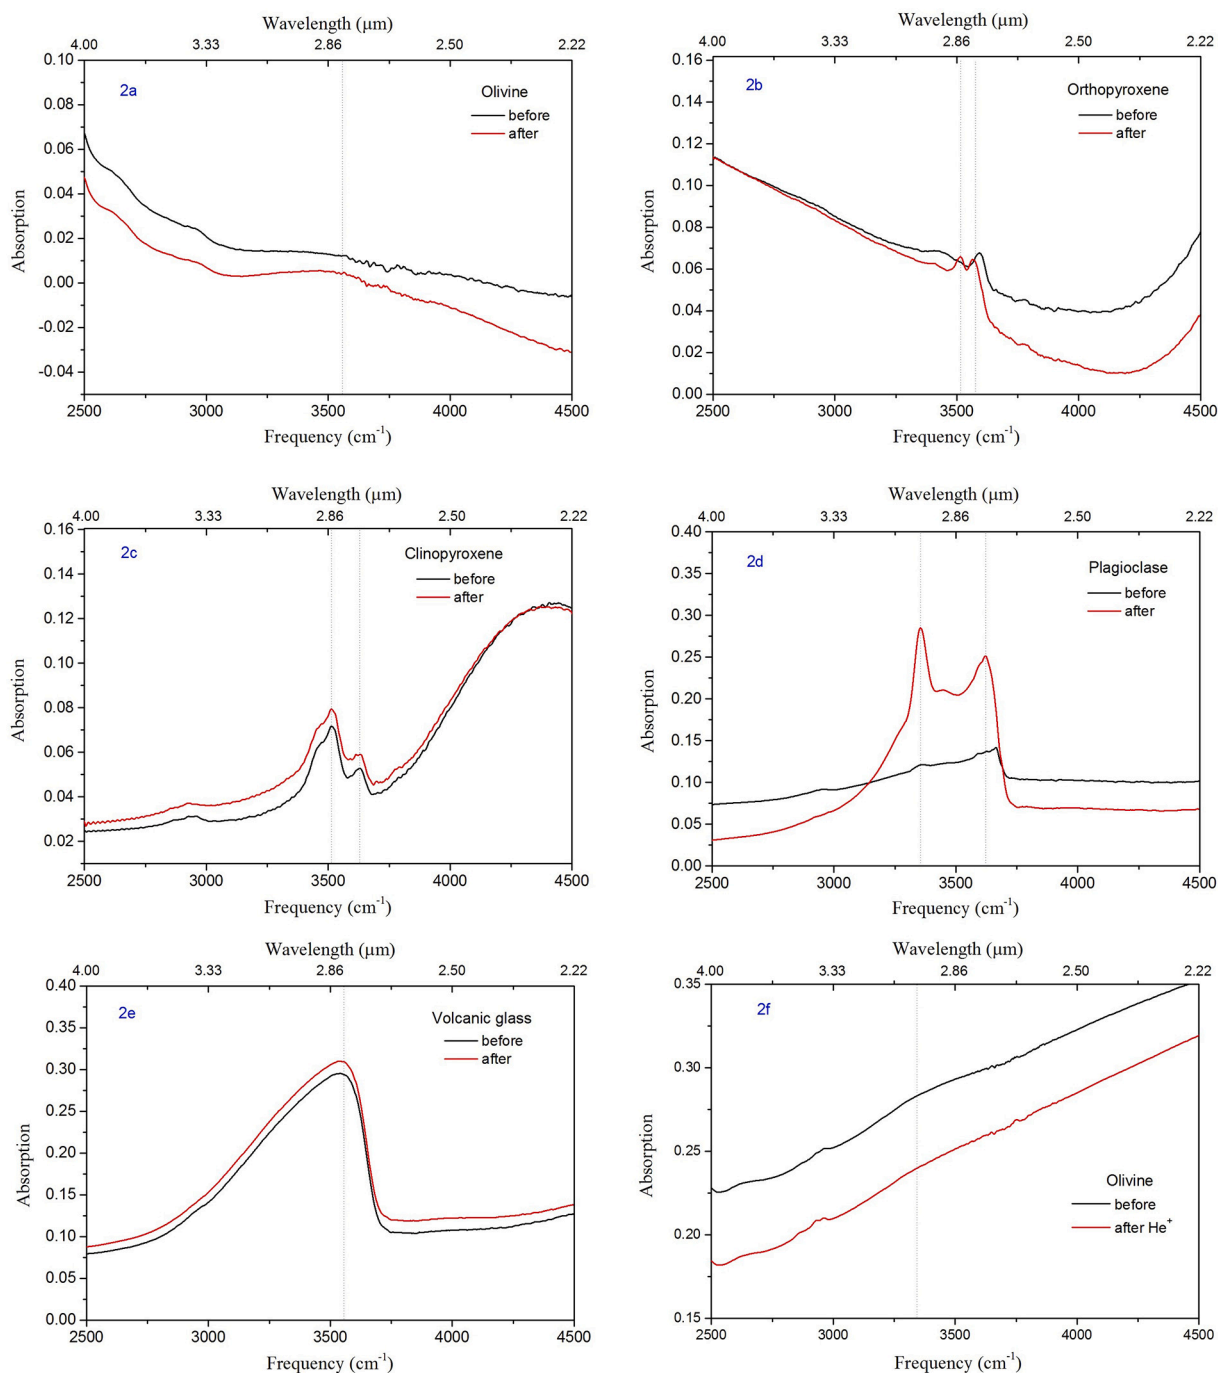 Wavelength (μm)
4.00 3.33 2.86 2.50 2.22
0.10
0.08
0.06
0.04
0.02
0.00
-0.02
-0.04
Absorption
2a
Olivine
before
after
2500 3000 3500 4000 4500
Frequency (cm⁻¹)
Wavelength (μm)
4.00 3.33 2.86 2.50 2.22
0.16
0.14
0.12
0.10
0.08
0.06
0.04
0.02
0.00
Absorption
2b
Orthopyroxene
before
after
2500 3000 3500 4000 4500
Frequency (cm⁻¹)
Wavelength (μm)
4.00 3.33 2.86 2.50 2.22
0.16
0.14
0.12
0.10
0.08
0.06
0.04
0.02
Absorption
2c
Clinopyroxene
before
after
2500 3000 3500 4000 4500
Frequency (cm⁻¹)
Wavelength (μm)
4.00 3.33 2.86 2.50 2.22
0.40
0.35
0.30
0.25
0.20
0.15
0.10
0.05
0.00
Absorption
2d
Plagioclase
before
after
2500 3000 3500 4000 4500
Frequency (cm⁻¹)
Wavelength (μm)
4.00 3.33 2.86 2.50 2.22
0.40
0.35
0.30
0.25
0.20
0.15
0.10
0.05
0.00
Absorption
2e
Volcanic glass
before
after
2500 3000 3500 4000 4500
Frequency (cm⁻¹)
Wavelength (μm)
4.00 3.33 2.86 2.50 2.22
0.35
0.30
0.25
0.20
0.15
Absorption
2f
Olivine
before
after He⁺
2500 3000 3500 4000 4500
Frequency (cm⁻¹)